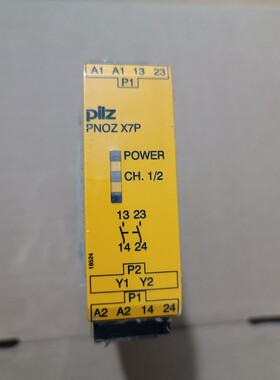 A1 A1 13 23
P1
pilz
PNOZ X7P
POWER
CH. 1/2
13 23
14 24
18524
P2
Y1 Y2
P1
A2 A2 14 24